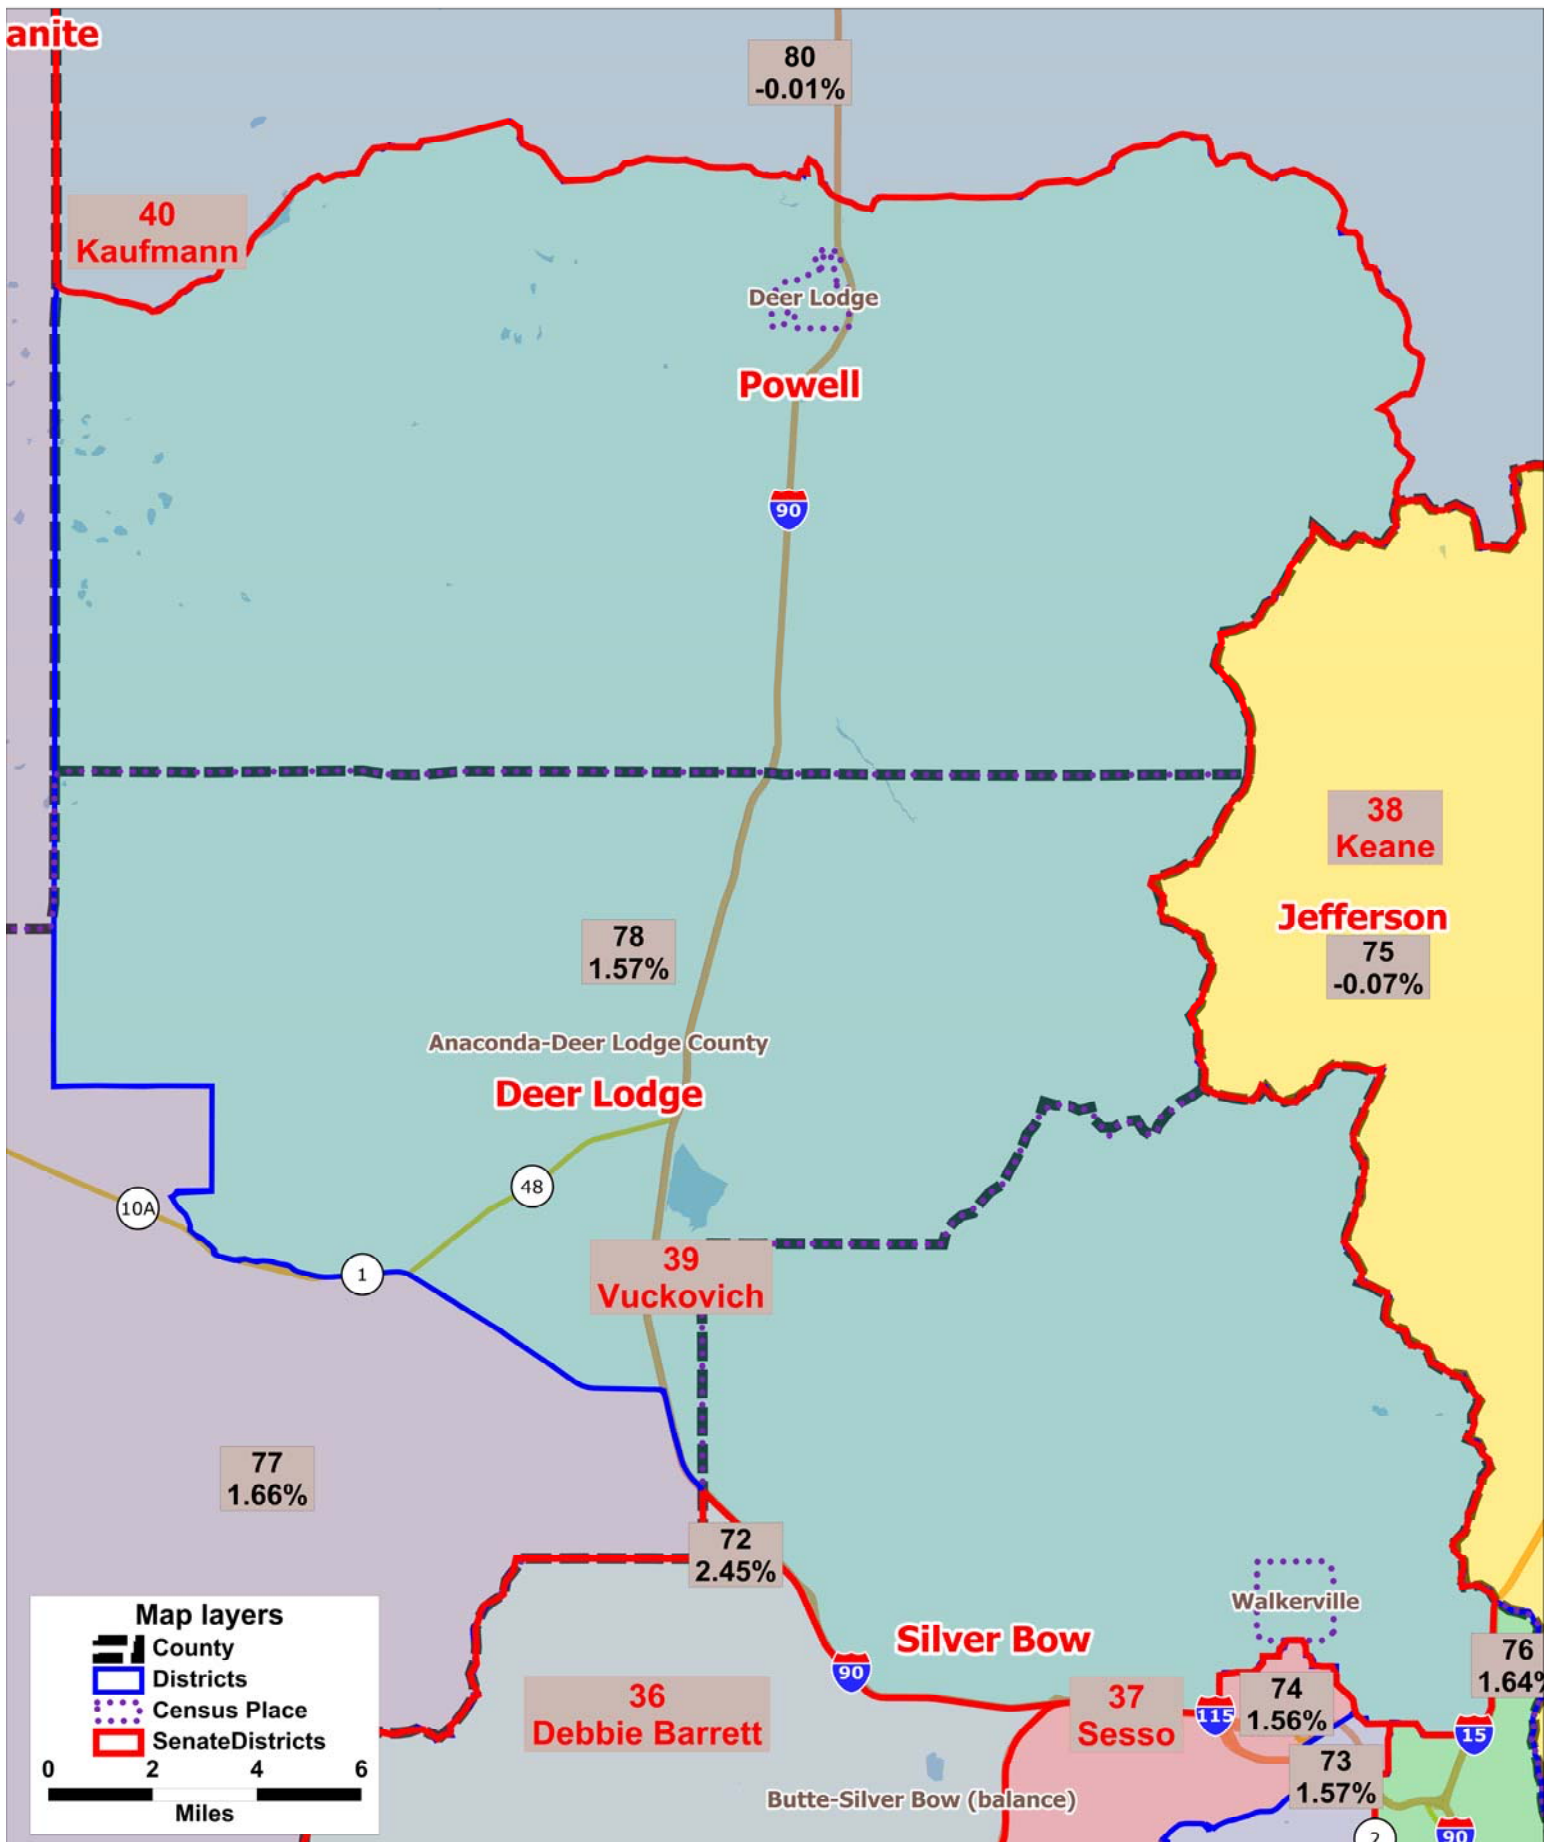 anite
80
-0.01%
40
Kaufmann
Deer Lodge
Powell
90
38
Keane
Jefferson
75
-0.07%
78
1.57%
Anaconda-Deer Lodge County
Deer Lodge
48
10A
1
39
Vuckovich
77
1.66%
72
2.45%
Walkerville
Silver Bow
76
1.64%
90
36
Debbie Barrett
37
Sesso
115
74
1.56%
15
73
1.57%
Butte-Silver Bow (balance)
2
90
Map layers
County
Districts
Census Place
SenateDistricts
0 2 4 6
Miles